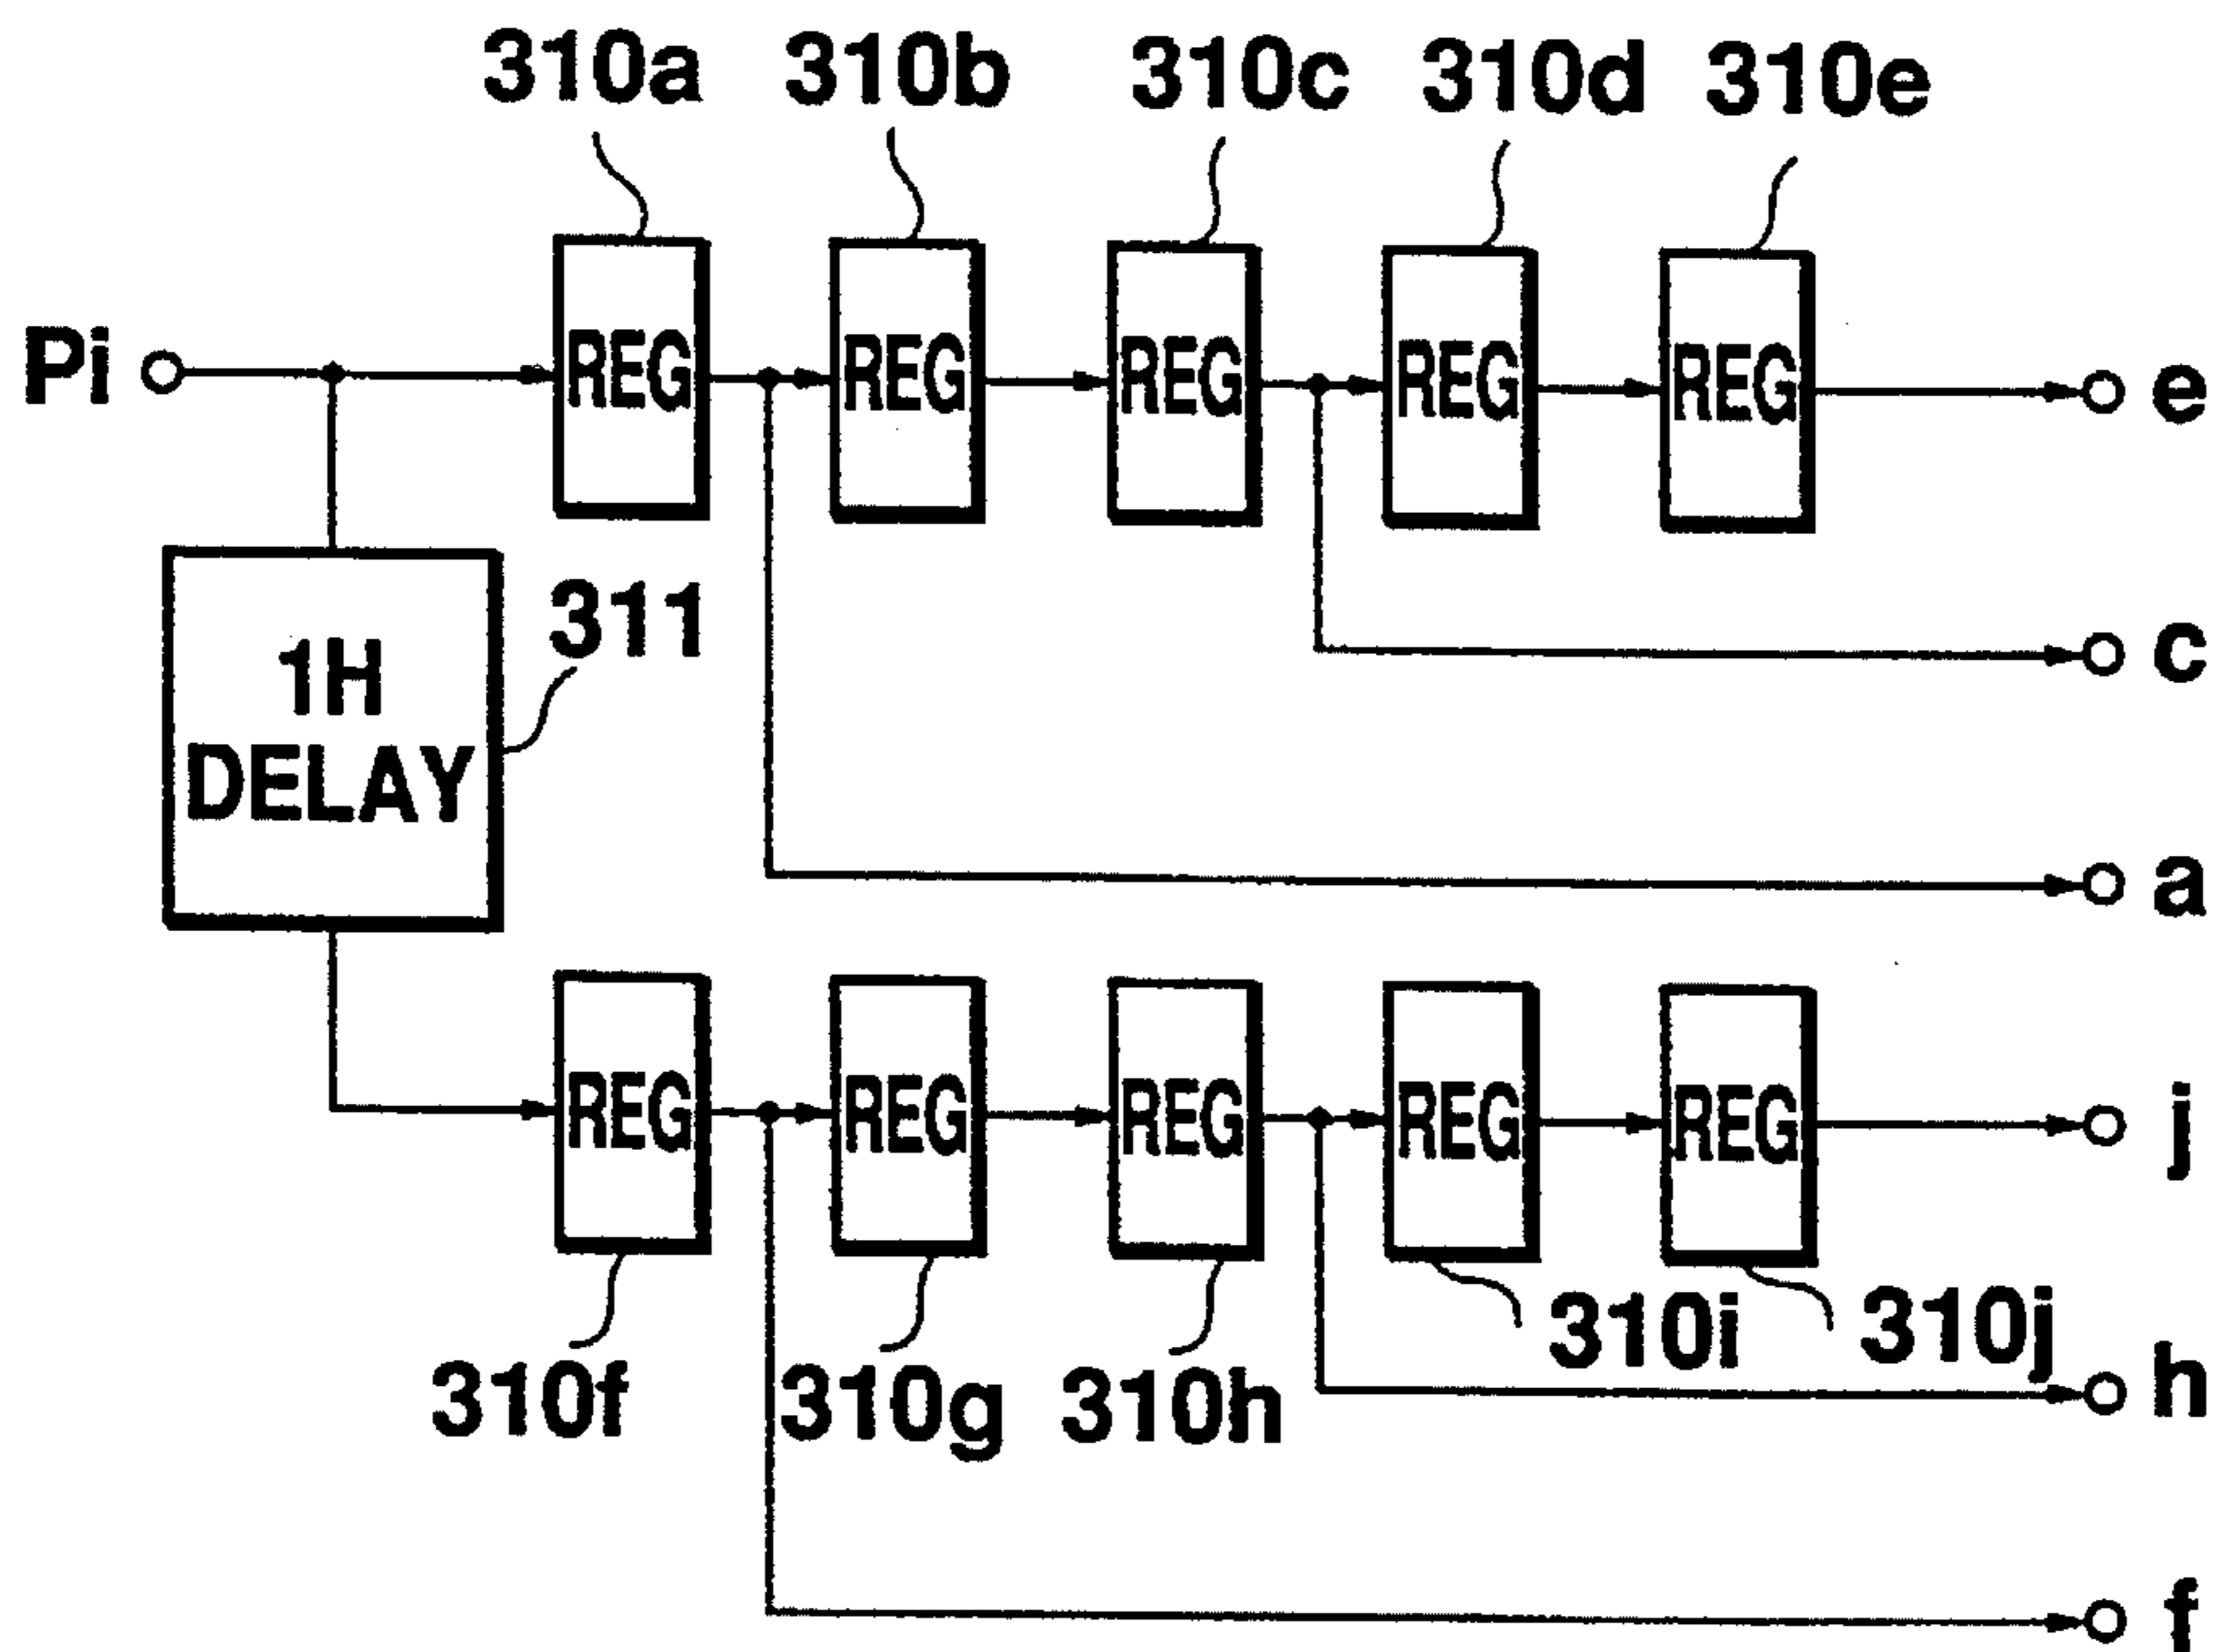 310a 310b 310c 310d 310e
Pi REG REG REG REG REG e
311
c
1H
DELAY
a
REG REG REG REG REG j
310f 310g 310h 310i 310j
h
f